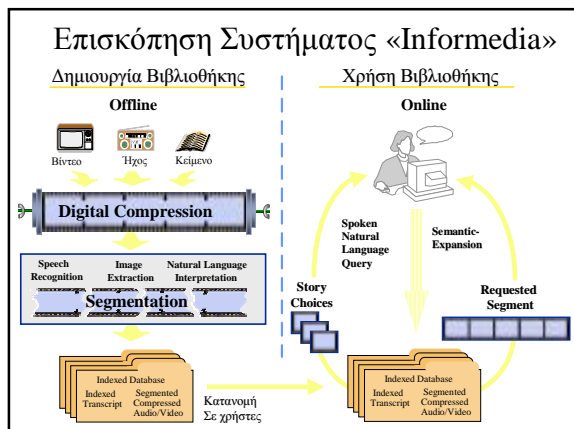 Επισκόπηση Συστήματος «Informedia»
Δημιουργία Βιβλιοθήκης
Offline
Βίντεο
Ήχος
Κείμενο
Digital Compression
Speech
Recognition
Image
Extraction
Natural Language
Interpretation
Segmentation
Indexed Database
Indexed
Transcript
Segmented
Compressed
Audio/Video
Κατανομή
Σε χρήστες
Χρήση Βιβλιοθήκης
Online
Spoken
Natural
Language
Query
Semantic-
Expansion
Story
Choices
Requested
Segment
Indexed Database
Indexed
Transcript
Segmented
Compressed
Audio/Video